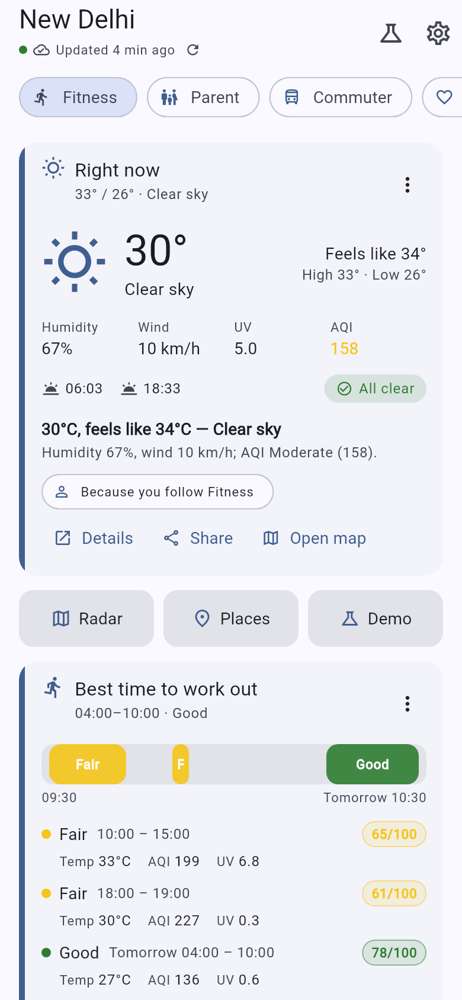 New Delhi
Updated 4 min ago
Fitness
Parent
Commuter
Right now
33° / 26° · Clear sky
30°
Clear sky
Feels like 34°
High 33° · Low 26°
Humidity Wind UV AQI
67% 10 km/h 5.0 158
06:03 18:33 All clear
30°C, feels like 34°C — Clear sky
Humidity 67%, wind 10 km/h; AQI Moderate (158).
Because you follow Fitness
Details Share Open map
Radar Places Demo
Best time to work out
04:00–10:00 · Good
Fair F Good
09:30 Tomorrow 10:30
Fair 10:00 – 15:00 65/100
Temp 33°C AQI 199 UV 6.8
Fair 18:00 – 19:00 61/100
Temp 30°C AQI 227 UV 0.3
Good Tomorrow 04:00 – 10:00 78/100
Temp 27°C AQI 136 UV 0.6